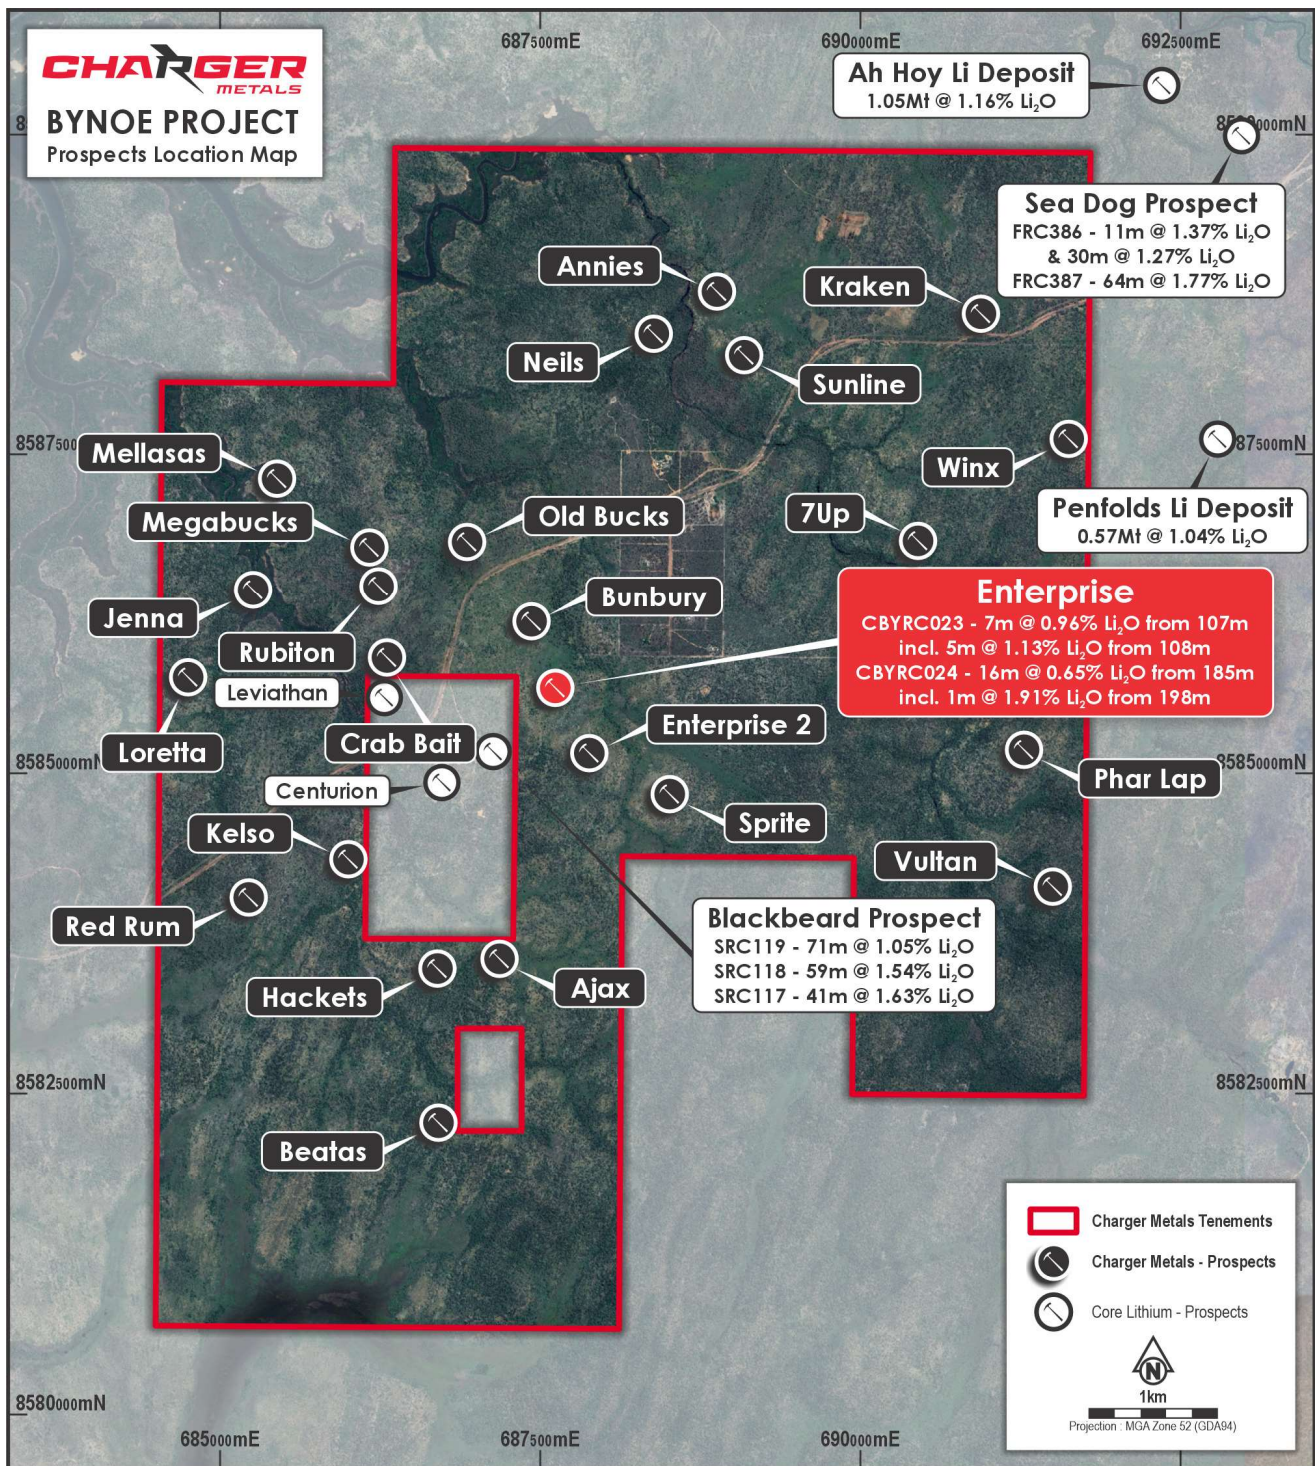 CHARGER
METALS
BYNOE PROJECT
Prospects Location Map
687500mE
690000mE
692500mE
Ah Hoy Li Deposit
1.05Mt @ 1.16% Li₂O
000mN
Sea Dog Prospect
FRC386 - 11m @ 1.37% Li₂O
& 30m @ 1.27% Li₂O
FRC387 - 64m @ 1.77% Li₂O
Annies
Kraken
Neils
Sunline
8587500
87500mN
Mellasas
Winx
Megabucks
Old Bucks
7Up
Penfolds Li Deposit
0.57Mt @ 1.04% Li₂O
Jenna
Bunbury
Rubiton
Enterprise
CBYRC023 - 7m @ 0.96% Li₂O from 107m
incl. 5m @ 1.13% Li₂O from 108m
CBYRC024 - 16m @ 0.65% Li₂O from 185m
incl. 1m @ 1.91% Li₂O from 198m
Leviathan
Loretta
Crab Bait
Enterprise 2
8585000mN
8585000mN
Phar Lap
Centurion
Kelso
Sprite
Vultan
Red Rum
Blackbeard Prospect
SRC119 - 71m @ 1.05% Li₂O
SRC118 - 59m @ 1.54% Li₂O
SRC117 - 41m @ 1.63% Li₂O
Hackets
Ajax
8582500mN
8582500mN
Beatas
Charger Metals Tenements
Charger Metals - Prospects
Core Lithium - Prospects
N
1km
Projection : MGA Zone 52 (GDA94)
8580000mN
685000mE
687500mE
690000mE